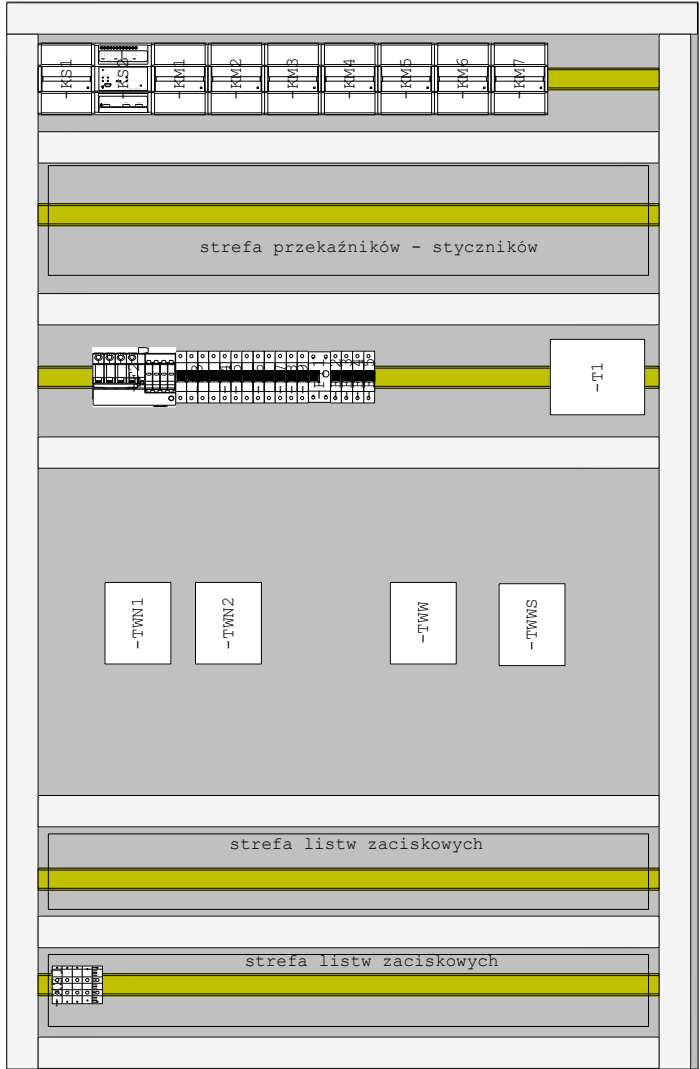 -KS1
-KS2
-KM1
-KM2
-KM3
-KM4
-KM5
-KM6
-KM7
strefa przekaźników - styczników
-T1
-TWN1
-TWN2
-TWW
-TWWS
strefa listw zaciskowych
strefa listw zaciskowych